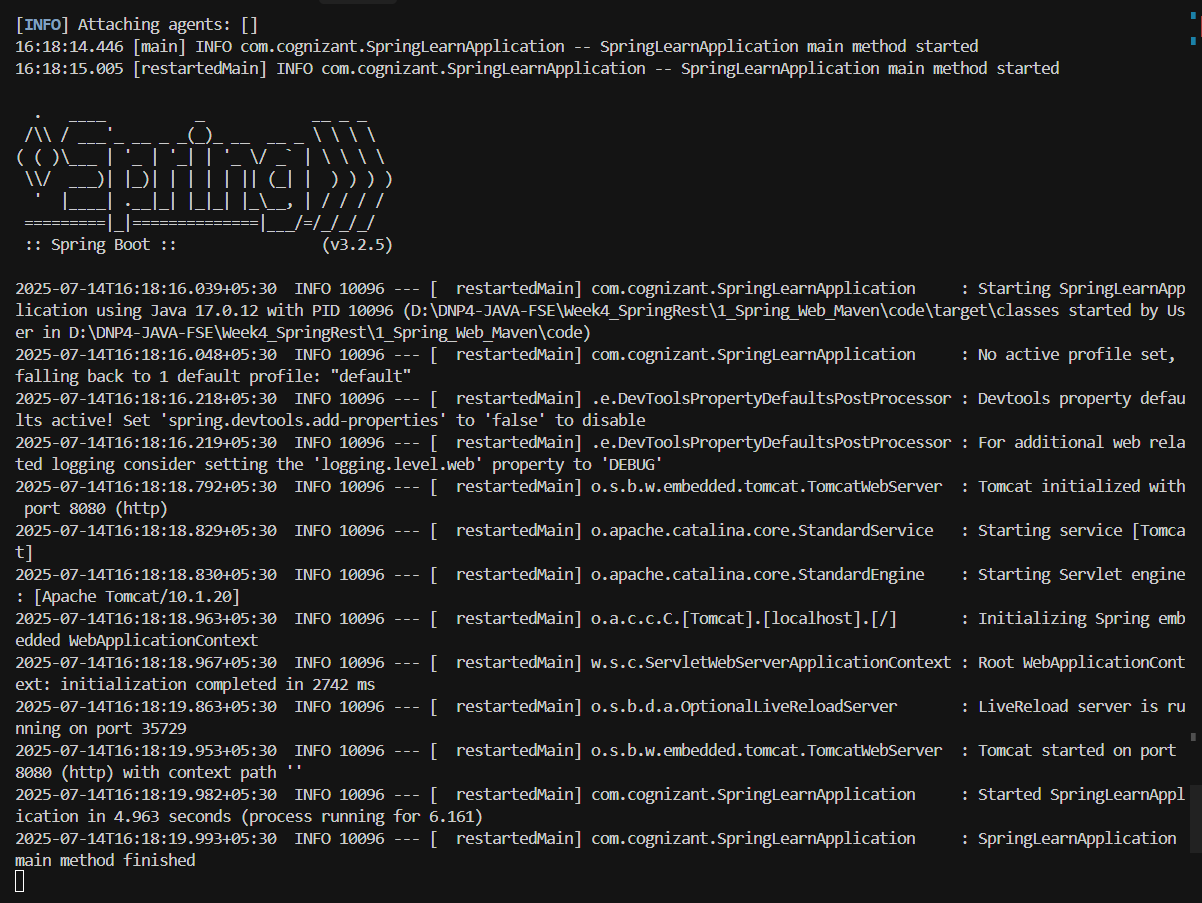 [INFO] Attaching agents: []
16:18:14.446 [main] INFO com.cognizant.SpringLearnApplication -- SpringLearnApplication main method started
16:18:15.005 [restartedMain] INFO com.cognizant.SpringLearnApplication -- SpringLearnApplication main method started

  .   ____          _            __ _ _
 /\\ / ___'_ __ _ _(_)_ __  __ _ \ \ \ \
( ( )\___ | '_ | '_| | '_ \/ _` | \ \ \ \
 \\/  ___)| |_)| | | | | || (_| |  ) ) ) )
  '  |____| .__|_| |_|_| |_\__, | / / / /
 =========|_|==============|___/=/_/_/_/
 :: Spring Boot ::                (v3.2.5)

2025-07-14T16:18:16.039+05:30  INFO 10096 --- [  restartedMain] com.cognizant.SpringLearnApplication     : Starting SpringLearnApp
lication using Java 17.0.12 with PID 10096 (D:\DNP4-JAVA-FSE\Week4_SpringRest\1_Spring_Web_Maven\code\target\classes started by Us
er in D:\DNP4-JAVA-FSE\Week4_SpringRest\1_Spring_Web_Maven\code)
2025-07-14T16:18:16.048+05:30  INFO 10096 --- [  restartedMain] com.cognizant.SpringLearnApplication     : No active profile set, 
falling back to 1 default profile: "default"
2025-07-14T16:18:16.218+05:30  INFO 10096 --- [  restartedMain] .e.DevToolsPropertyDefaultsPostProcessor : Devtools property defau
lts active! Set 'spring.devtools.add-properties' to 'false' to disable
2025-07-14T16:18:16.219+05:30  INFO 10096 --- [  restartedMain] .e.DevToolsPropertyDefaultsPostProcessor : For additional web rela
ted logging consider setting the 'logging.level.web' property to 'DEBUG'
2025-07-14T16:18:18.792+05:30  INFO 10096 --- [  restartedMain] o.s.b.w.embedded.tomcat.TomcatWebServer  : Tomcat initialized with
 port 8080 (http)
2025-07-14T16:18:18.829+05:30  INFO 10096 --- [  restartedMain] o.apache.catalina.core.StandardService   : Starting service [Tomca
t]
2025-07-14T16:18:18.830+05:30  INFO 10096 --- [  restartedMain] o.apache.catalina.core.StandardEngine    : Starting Servlet engine
: [Apache Tomcat/10.1.20]
2025-07-14T16:18:18.963+05:30  INFO 10096 --- [  restartedMain] o.a.c.c.C.[Tomcat].[localhost].[/]       : Initializing Spring emb
edded WebApplicationContext
2025-07-14T16:18:18.967+05:30  INFO 10096 --- [  restartedMain] w.s.c.ServletWebServerApplicationContext : Root WebApplicationCont
ext: initialization completed in 2742 ms
2025-07-14T16:18:19.863+05:30  INFO 10096 --- [  restartedMain] o.s.b.d.a.OptionalLiveReloadServer       : LiveReload server is ru
nning on port 35729
2025-07-14T16:18:19.953+05:30  INFO 10096 --- [  restartedMain] o.s.b.w.embedded.tomcat.TomcatWebServer  : Tomcat started on port 
8080 (http) with context path ''
2025-07-14T16:18:19.982+05:30  INFO 10096 --- [  restartedMain] com.cognizant.SpringLearnApplication     : Started SpringLearnAppl
ication in 4.963 seconds (process running for 6.161)
2025-07-14T16:18:19.993+05:30  INFO 10096 --- [  restartedMain] com.cognizant.SpringLearnApplication     : SpringLearnApplication 
main method finished